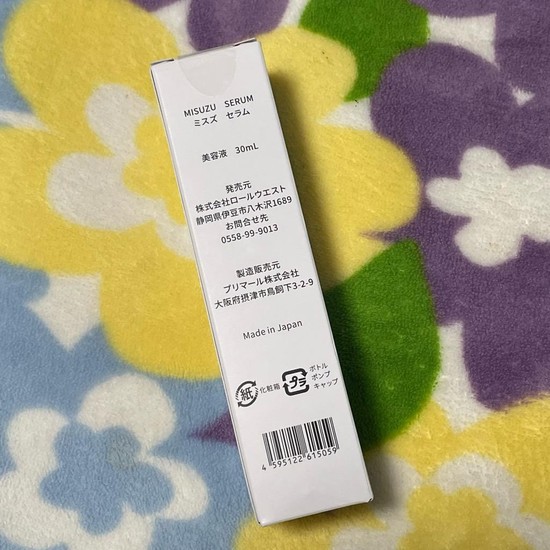 MISUZU SERUM
ミスズ セラム
美容液 30mL
発売元
株式会社ロールウエスト
静岡県伊豆市八木沢1689
お問合せ先
0558-99-9013
製造販売元
プリマール株式会社
大阪府摂津市鳥飼下3-2-9
Made in Japan
紙 化粧箱
プラ ボトル
ポンプ
キャップ
4 595122 615059